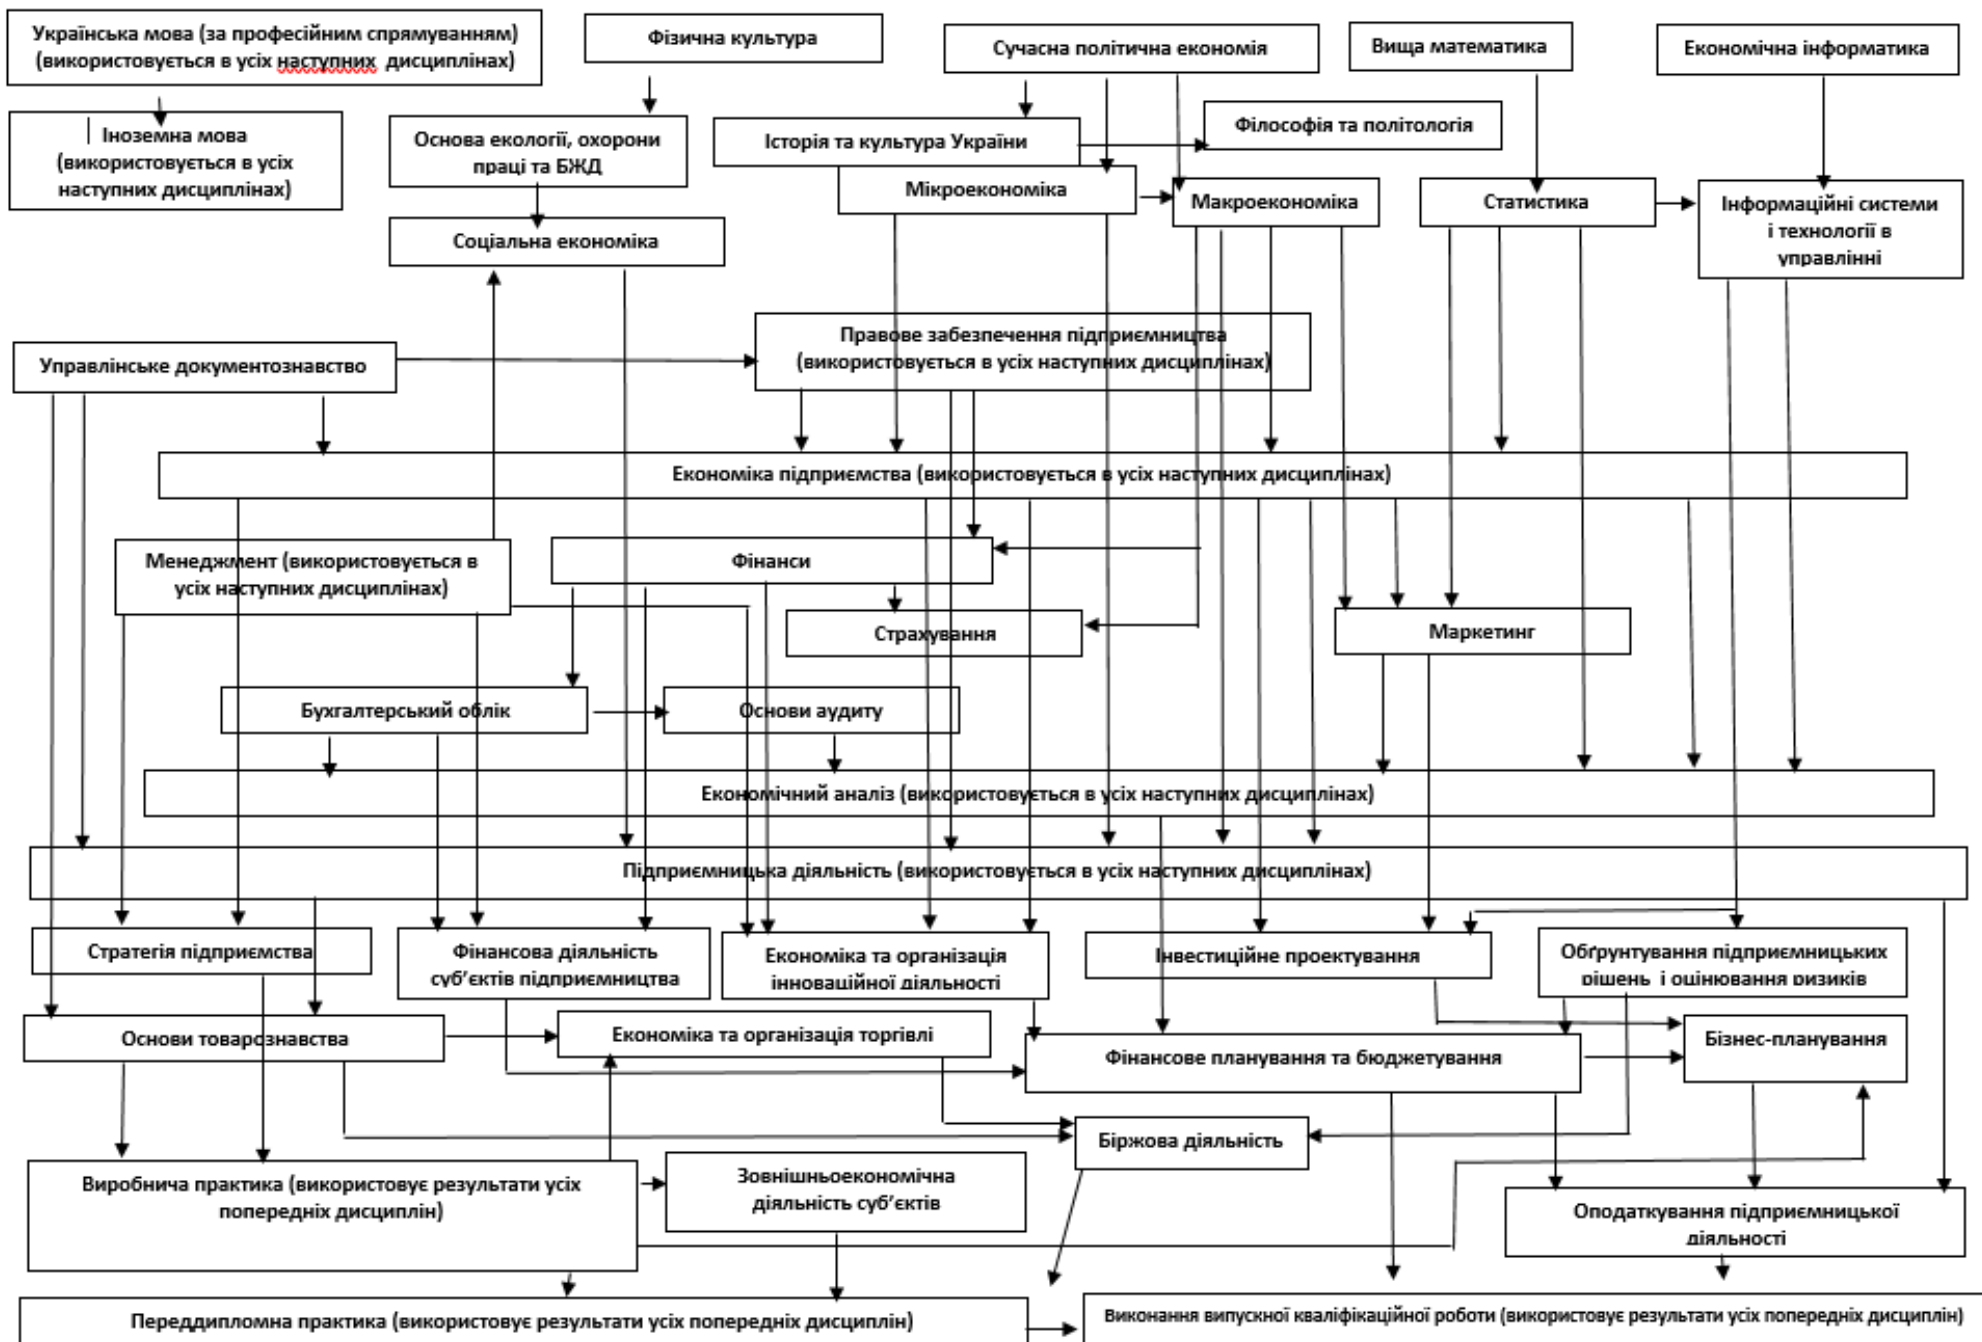 Українська мова (за професійним спрямуванням)
(використовується в усіх наступних дисциплінах)
Фізична культура
Сучасна політична економія
Вища математика
Економічна інформатика
Іноземна мова
(використовується в усіх
наступних дисциплінах)
Основа екології, охорони
праці та БЖД
Історія та культура України
Філософія та політологія
Мікроекономіка
Макроекономіка
Статистика
Інформаційні системи
і технології в
управлінні
Соціальна економіка
Управлінське документознавство
Правове забезпечення підприємництва
(використовується в усіх наступних дисциплінах)
Економіка підприємства (використовується в усіх наступних дисциплінах)
Менеджмент (використовується в
усіх наступних дисциплінах)
Фінанси
Страхування
Маркетинг
Бухгалтерський облік
Основи аудиту
Економічний аналіз (використовується в усіх наступних дисциплінах)
Підприємницька діяльність (використовується в усіх наступних дисциплінах)
Стратегія підприємства
Фінансова діяльність
суб’єктів підприємництва
Економіка та організація
інноваційної діяльності
Інвестиційне проектування
Обґрунтування підприємницьких
рішень і оцінювання ризиків
Основи товарознавства
Економіка та організація торгівлі
Фінансове планування та бюджетування
Бізнес-планування
Біржова діяльність
Виробнича практика (використовує результати усіх
попередніх дисциплін)
Зовнішньоекономічна
діяльність суб’єктів
Оподаткування підприємницької
діяльності
Переддипломна практика (використовує результати усіх попередніх дисциплін)
Виконання випускної кваліфікаційної роботи (використовує результати усіх попередніх дисциплін)